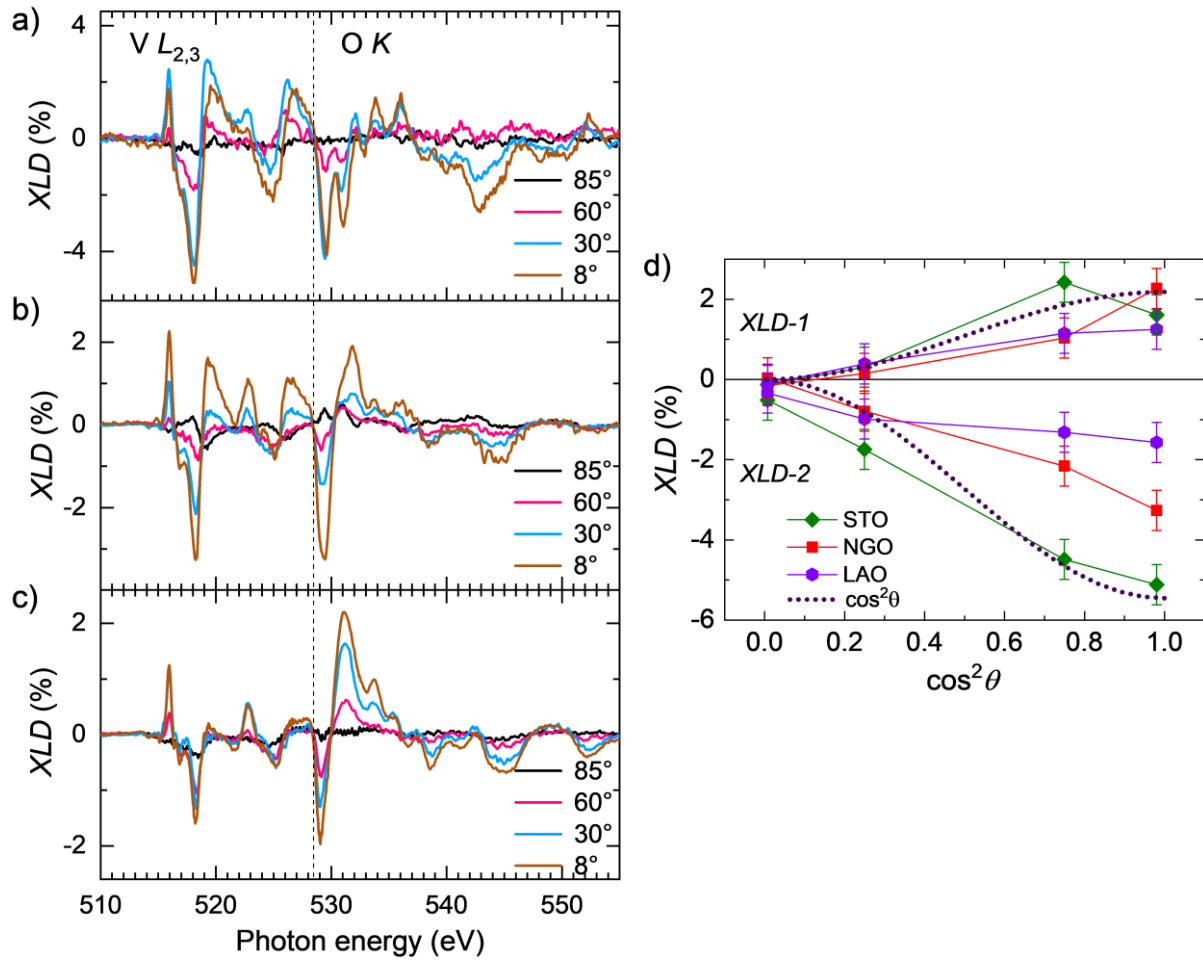 a)
V L2,3
O K
4
0
-4
XLD (%)
85°
60°
30°
8°
b)
2
0
-2
XLD (%)
85°
60°
30°
8°
c)
2
0
-2
XLD (%)
85°
60°
30°
8°
510 520 530 540 550
Photon energy (eV)
d)
2
0
-2
-4
-6
XLD (%)
XLD-1
XLD-2
STO
NGO
LAO
cos²θ
0.0 0.2 0.4 0.6 0.8 1.0
cos²θ